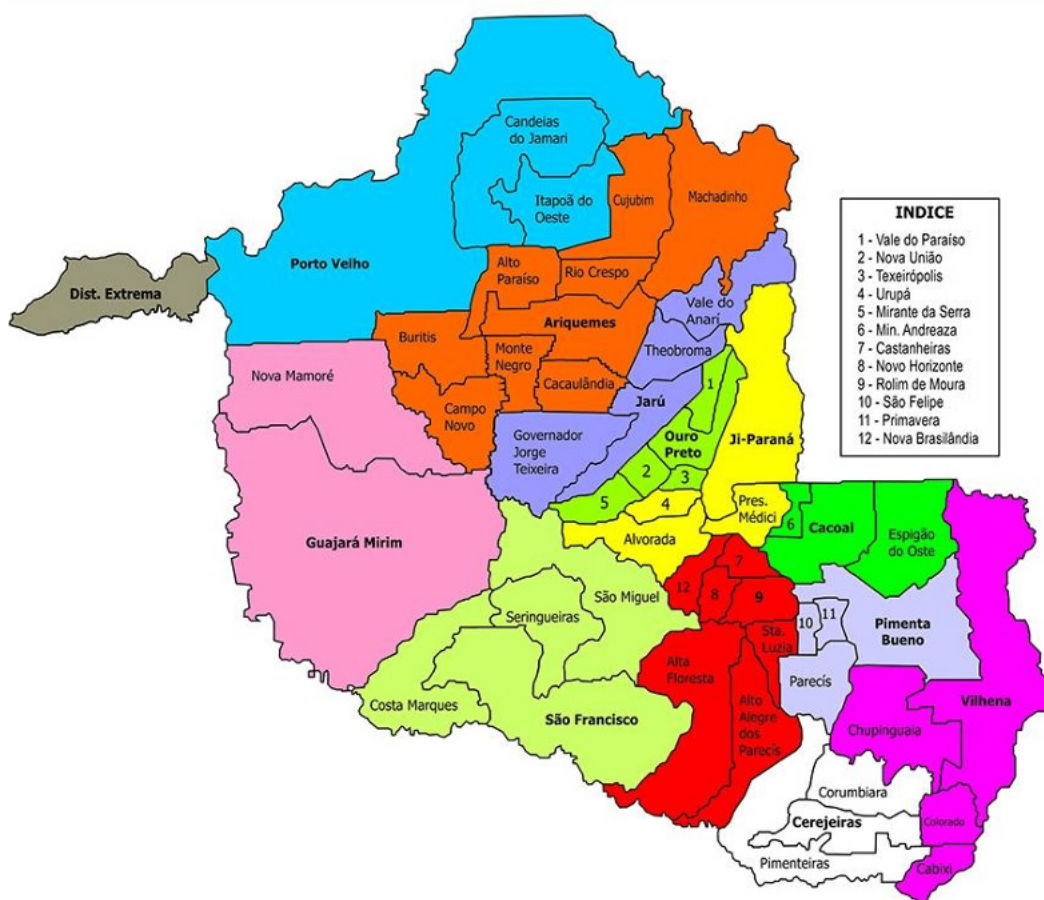 Candeias
do Jamari
Itapoã do
Oeste
Cujubim
Machadinho
Porto Velho
Dist. Extrema
Alto
Paraíso
Rio Crespo
Ariquemes
Buritis
Monte
Negro
Cacaulândia
Campo
Novo
Vale do
Anarí
Theobroma
Jarú
Governador
Jorge
Teixeira
Nova Mamoré
Guajará Mirim
1
Ouro
Preto
2
3
5
4
Ji-Paraná
Pres.
Médici
Alvorada
6
Cacoal
Espigão
do Oeste
7
12
8
9
Sta.
Luzia
10
11
Pimenta
Bueno
Parecís
São Miguel
Seringueiras
Costa Marques
São Francisco
Alta
Floresta
Alto
Alegre
dos
Parecís
Vilhena
Chupinguaia
Corumbiara
Cerejeiras
Colorado
Pimenteiras
Cabixi
INDICE
1 - Vale do Paraíso
2 - Nova União
3 - Texeirópolis
4 - Urupá
5 - Mirante da Serra
6 - Min. Andreaza
7 - Castanheiras
8 - Novo Horizonte
9 - Rolim de Moura
10 - São Felipe
11 - Primavera
12 - Nova Brasilândia